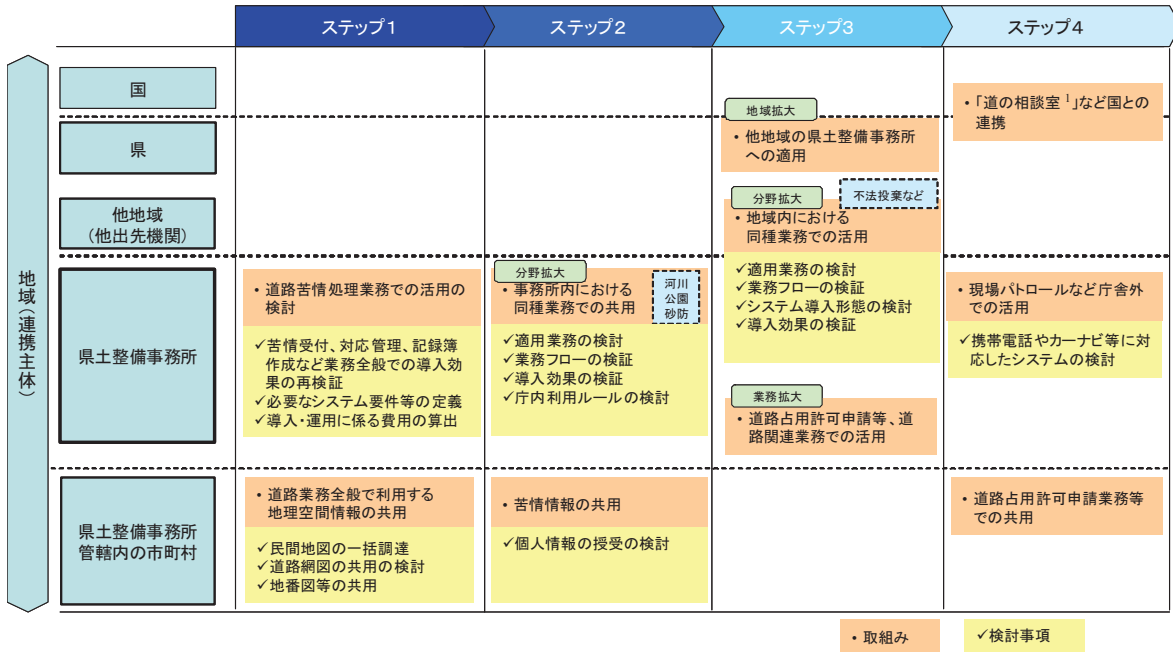 ステップ1
ステップ2
ステップ3
ステップ4
地域(連携主体)
国
・「道の相談室1」など国との
連携
県
地域拡大
・他地域の県土整備事務所
への適用
他地域
(他出先機関)
分野拡大
不法投棄など
・地域内における
同種業務での活用
✓適用業務の検討
✓業務フローの検証
✓システム導入形態の検討
✓導入効果の検証
県土整備事務所
・道路苦情処理業務での活用の
検討
✓苦情受付、対応管理、記録簿
作成など業務全般での導入効
果の再検証
✓必要なシステム要件等の定義
✓導入・運用に係る費用の算出
分野拡大
・事務所内における
同種業務での共用
河川
公園
砂防
✓適用業務の検討
✓業務フローの検証
✓導入効果の検証
✓庁内利用ルールの検討
業務拡大
・道路占用許可申請等、道
路関連業務での活用
・現場パトロールなど庁舎外
での活用
✓携帯電話やカーナビ等に対
応したシステムの検討
県土整備事務所
管轄内の市町村
・道路業務全般で利用する
地理空間情報の共用
✓民間地図の一括調達
✓道路網図の共用の検討
✓地番図等の共用
・苦情情報の共用
✓個人情報の授受の検討
・道路占用許可申請業務等
での共用
・取組み
✓検討事項